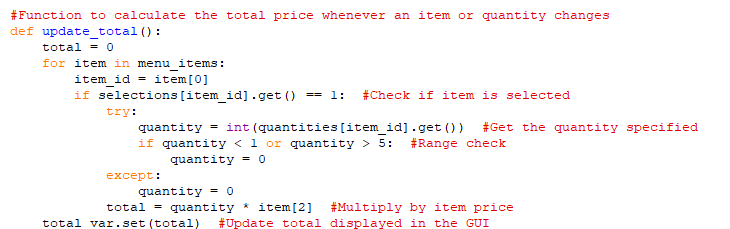 #Function to calculate the total price whenever an item or quantity changes
def update_total():
    total = 0
    for item in menu_items:
        item_id = item[0]
        if selections[item_id].get() == 1:  #Check if item is selected
            try:
                quantity = int(quantities[item_id].get())  #Get the quantity specified
                if quantity < 1 or quantity > 5:  #Range check
                    quantity = 0
            except:
                quantity = 0
            total = quantity * item[2]  #Multiply by item price
    total_var.set(total)  #Update total displayed in the GUI